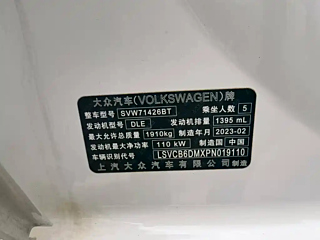 大众汽车(VOLKSWAGEN)牌 乘坐人数 5
整车型号 SVW71426BT 发动机排量 1395 mL
发动机型号 DLE
最大允许总质量 1910kg 制造年月 2023-02
发动机最大净功率 110 kW 制造国 中国
车辆识别代号 LSVCB6DMXPN019110
上汽大众汽车有限公司制造